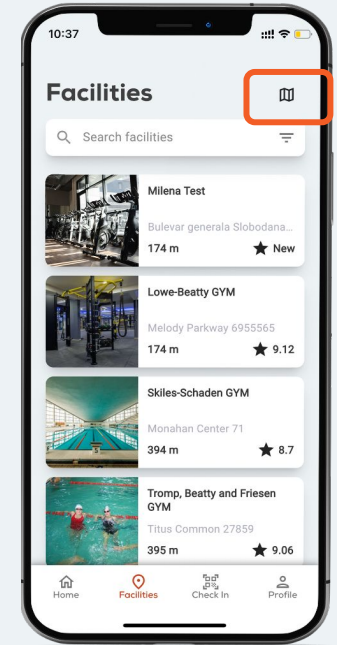 10:37
Facilities
Search facilities
Milena Test
Bulevar generala Slobodana...
174 m
New
Lowe-Beatty GYM
Melody Parkway 6955565
174 m
9.12
Skiles-Schaden GYM
Monahan Center 71
394 m
8.7
Tromp, Beatty and Friesen
GYM
Titus Common 27859
395 m
9.06
Home
Facilities
Check In
Profile